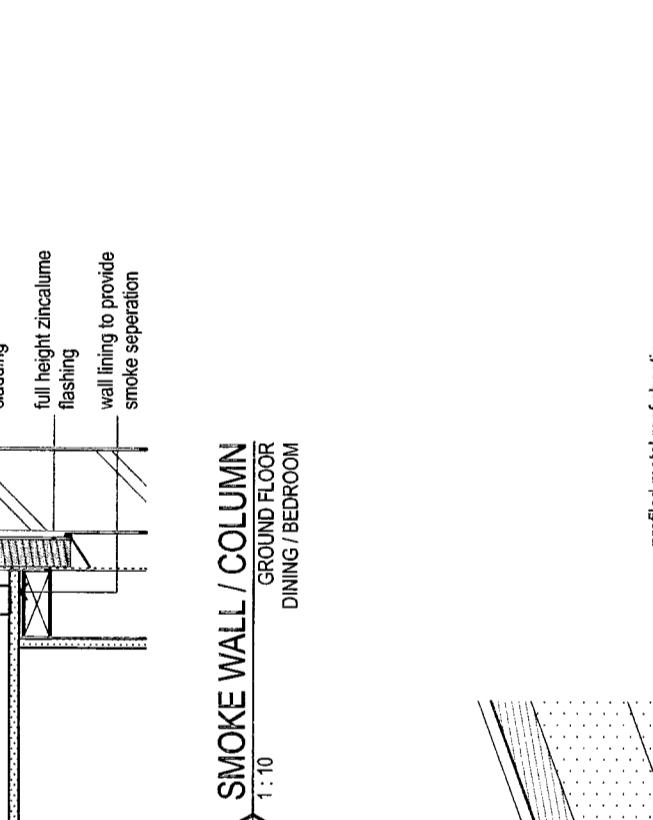 full height zincalume
flashing
wall lining to provide
smoke seperation
SMOKE WALL / COLUMN
1 : 10
GROUND FLOOR
DINING / BEDROOM